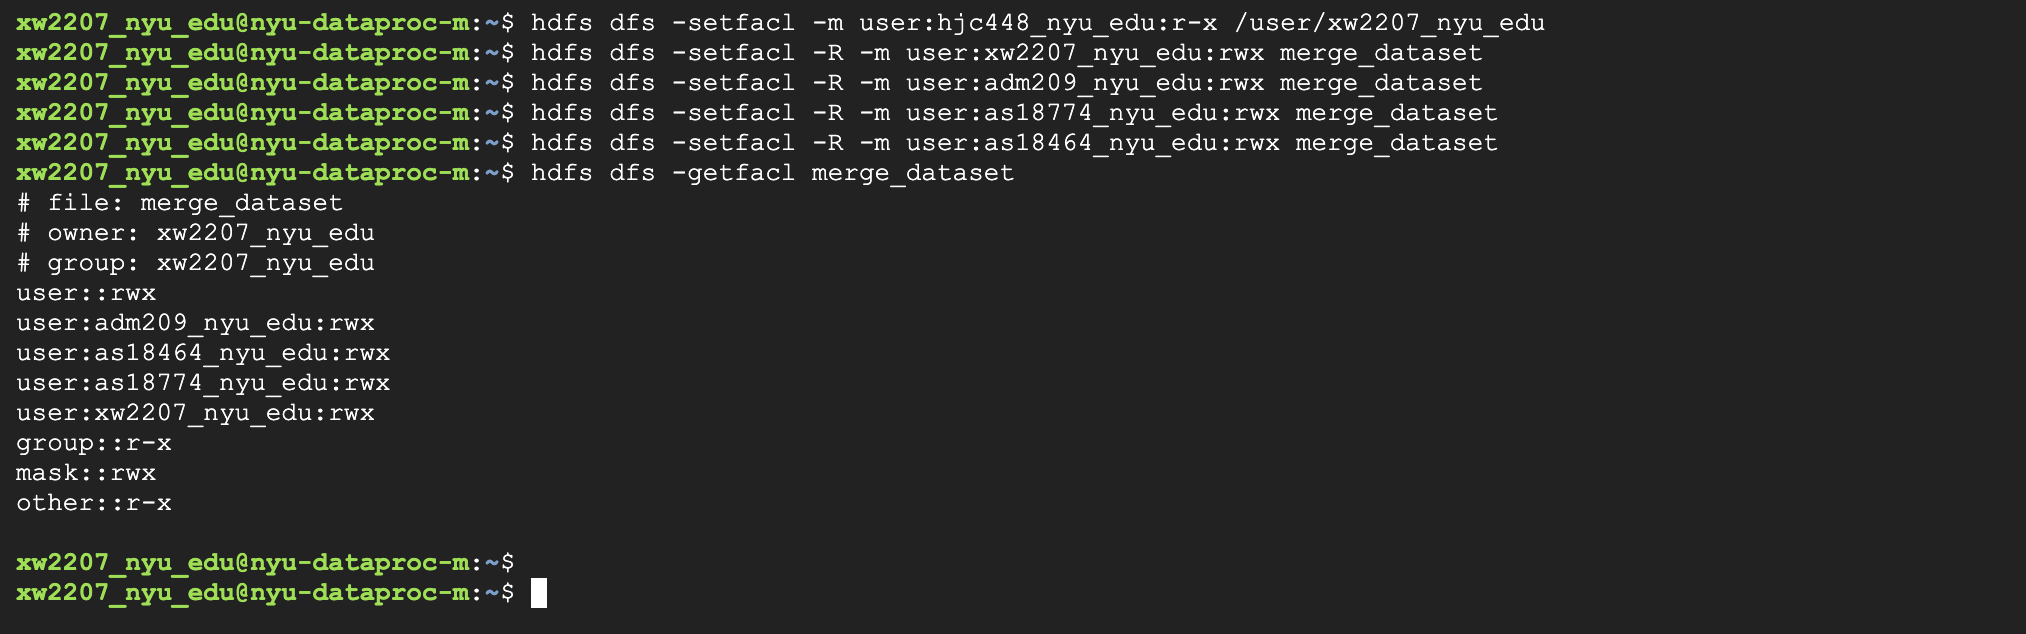 xw2207_nyu_edu@nyu-dataproc-m:~$ hdfs dfs -setfacl -m user:hjc448_nyu_edu:r-x /user/xw2207_nyu_edu
xw2207_nyu_edu@nyu-dataproc-m:~$ hdfs dfs -setfacl -R -m user:xw2207_nyu_edu:rwx merge_dataset
xw2207_nyu_edu@nyu-dataproc-m:~$ hdfs dfs -setfacl -R -m user:adm209_nyu_edu:rwx merge_dataset
xw2207_nyu_edu@nyu-dataproc-m:~$ hdfs dfs -setfacl -R -m user:as18774_nyu_edu:rwx merge_dataset
xw2207_nyu_edu@nyu-dataproc-m:~$ hdfs dfs -setfacl -R -m user:as18464_nyu_edu:rwx merge_dataset
xw2207_nyu_edu@nyu-dataproc-m:~$ hdfs dfs -getfacl merge_dataset
# file: merge_dataset
# owner: xw2207_nyu_edu
# group: xw2207_nyu_edu
user::rwx
user:adm209_nyu_edu:rwx
user:as18464_nyu_edu:rwx
user:as18774_nyu_edu:rwx
user:xw2207_nyu_edu:rwx
group::r-x
mask::rwx
other::r-x
xw2207_nyu_edu@nyu-dataproc-m:~$
xw2207_nyu_edu@nyu-dataproc-m:~$